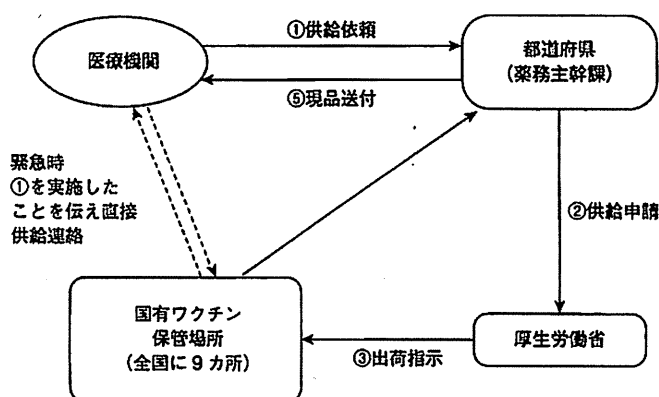 ①供給依頼
医療機関
都道府県
(薬務主幹課)
⑤現品送付
緊急時
①を実施した
ことを伝え直接
供給連絡
②供給申請
国有ワクチン
保管場所
(全国に9カ所)
③出荷指示
厚生労働省